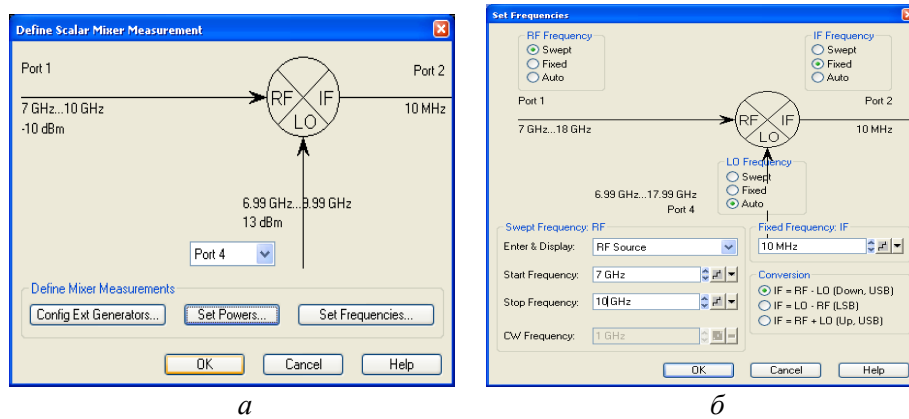 Define Scalar Mixer Measurement
Port 1
Port 2
RF
IF
LO
7 GHz...10 GHz
10 MHz
-10 dBm
6.99 GHz...9.99 GHz
13 dBm
Port 4
Define Mixer Measurements
Config Ext Generators...
Set Powers...
Set Frequencies...
OK
Cancel
Help
а
Set Frequencies
RF Frequency
Swept
Fixed
Auto
IF Frequency
Swept
Fixed
Auto
Port 1
Port 2
RF
IF
LO
7 GHz...18 GHz
10 MHz
LO Frequency
Swept
Fixed
Auto
6.99 GHz...17.99 GHz
Port 4
Swept Frequency: RF
Enter & Display:
RF Source
Start Frequency:
7 GHz
Stop Frequency:
10 GHz
CW Frequency:
1 GHz
Fixed Frequency: IF
10 MHz
Conversion
IF = RF - LO (Down, USB)
IF = LO - RF (LSB)
IF = RF + LO (Up, USB)
OK
Cancel
Help
б